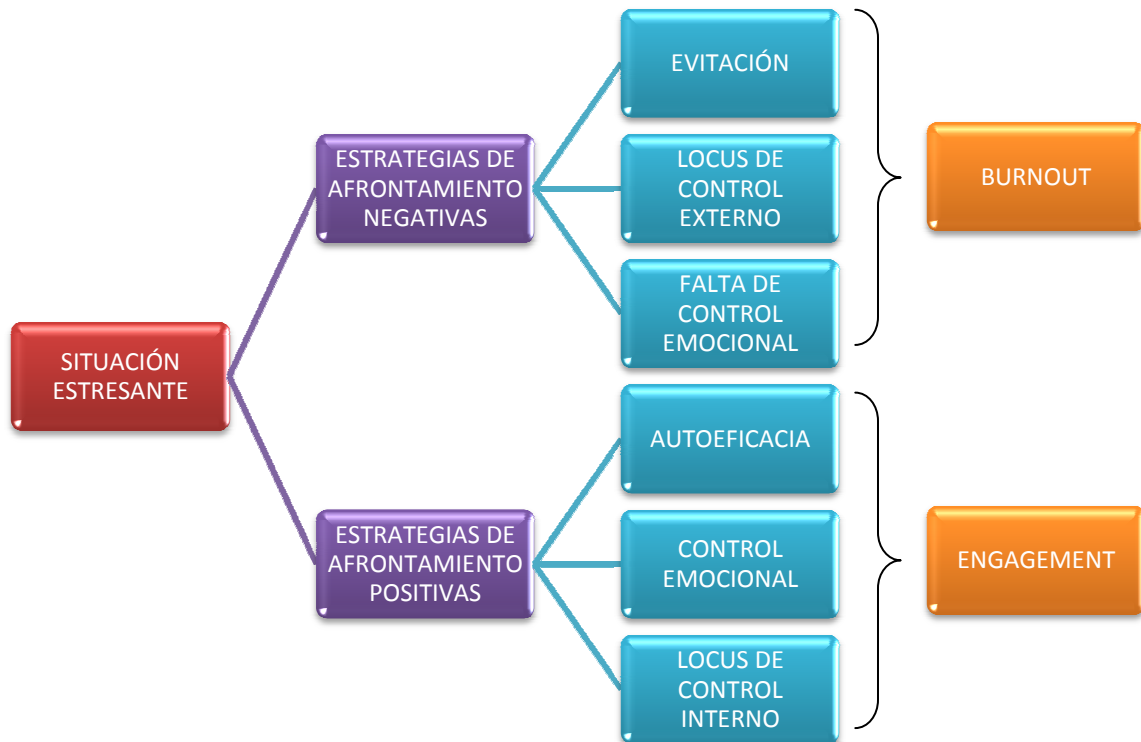 SITUACIÓN
ESTRESANTE
ESTRATEGIAS DE
AFRONTAMIENTO
NEGATIVAS
EVITACIÓN
LOCUS DE
CONTROL
EXTERNO
FALTA DE
CONTROL
EMOCIONAL
BURNOUT
ESTRATEGIAS DE
AFRONTAMIENTO
POSITIVAS
AUTOEFICACIA
CONTROL
EMOCIONAL
LOCUS DE
CONTROL
INTERNO
ENGAGEMENT